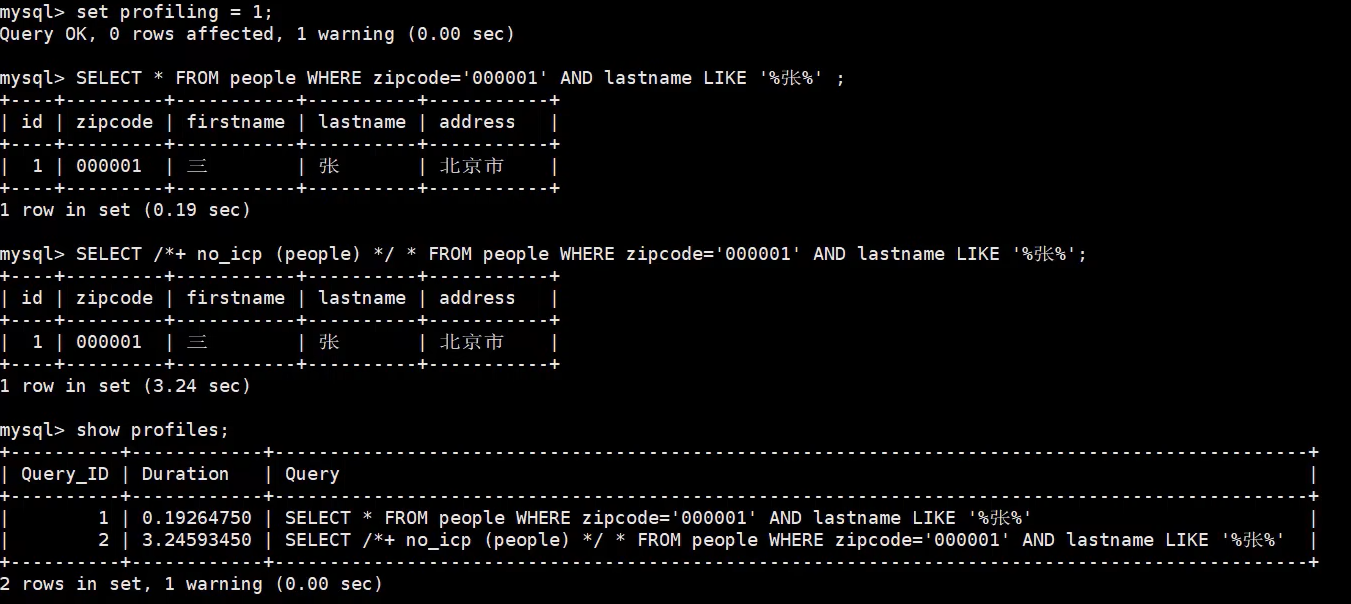 mysql> set profiling = 1;
Query OK, 0 rows affected, 1 warning (0.00 sec)
mysql> SELECT * FROM people WHERE zipcode='000001' AND lastname LIKE '%张%' ;
+----+---------+-----------+----------+-----------+
| id | zipcode | firstname | lastname | address   |
+----+---------+-----------+----------+-----------+
|  1 | 000001  | 三        | 张       | 北京市    |
+----+---------+-----------+----------+-----------+
1 row in set (0.19 sec)
mysql> SELECT /*+ no_icp (people) */ * FROM people WHERE zipcode='000001' AND lastname LIKE '%张%';
+----+---------+-----------+----------+-----------+
| id | zipcode | firstname | lastname | address   |
+----+---------+-----------+----------+-----------+
|  1 | 000001  | 三        | 张       | 北京市    |
+----+---------+-----------+----------+-----------+
1 row in set (3.24 sec)
mysql> show profiles;
+----------+------------+----------------------------------------------------------------------------------------------+
| Query_ID | Duration   | Query                                                                                        |
+----------+------------+----------------------------------------------------------------------------------------------+
|        1 | 0.19264750 | SELECT * FROM people WHERE zipcode='000001' AND lastname LIKE '%张%'                          |
|        2 | 3.24593450 | SELECT /*+ no_icp (people) */ * FROM people WHERE zipcode='000001' AND lastname LIKE '%张%'  |
+----------+------------+----------------------------------------------------------------------------------------------+
2 rows in set, 1 warning (0.00 sec)